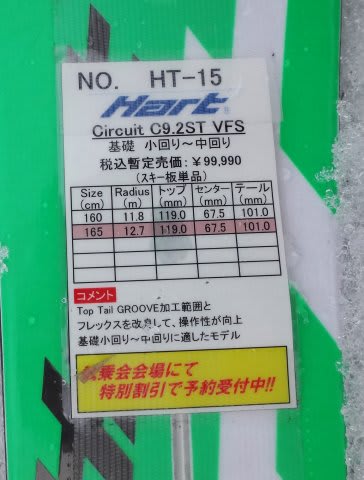 NO. HT-15
Hart
Circuit C9.2ST VFS
基礎 小回り～中回り
税込暫定売価：￥99,990
(スキー板単品)
Size (cm) Radius (m) トップ (mm) センター (mm) テール (mm)
160 11.8 119.0 67.5 101.0
165 12.7 119.0 67.5 101.0
コメント
Top Tail GROOVE加工範囲と
フレックスを改良して、操作性が向上
基礎小回り～中回りに適したモデル
乗会会場にて
特別割引で予約受付中!!